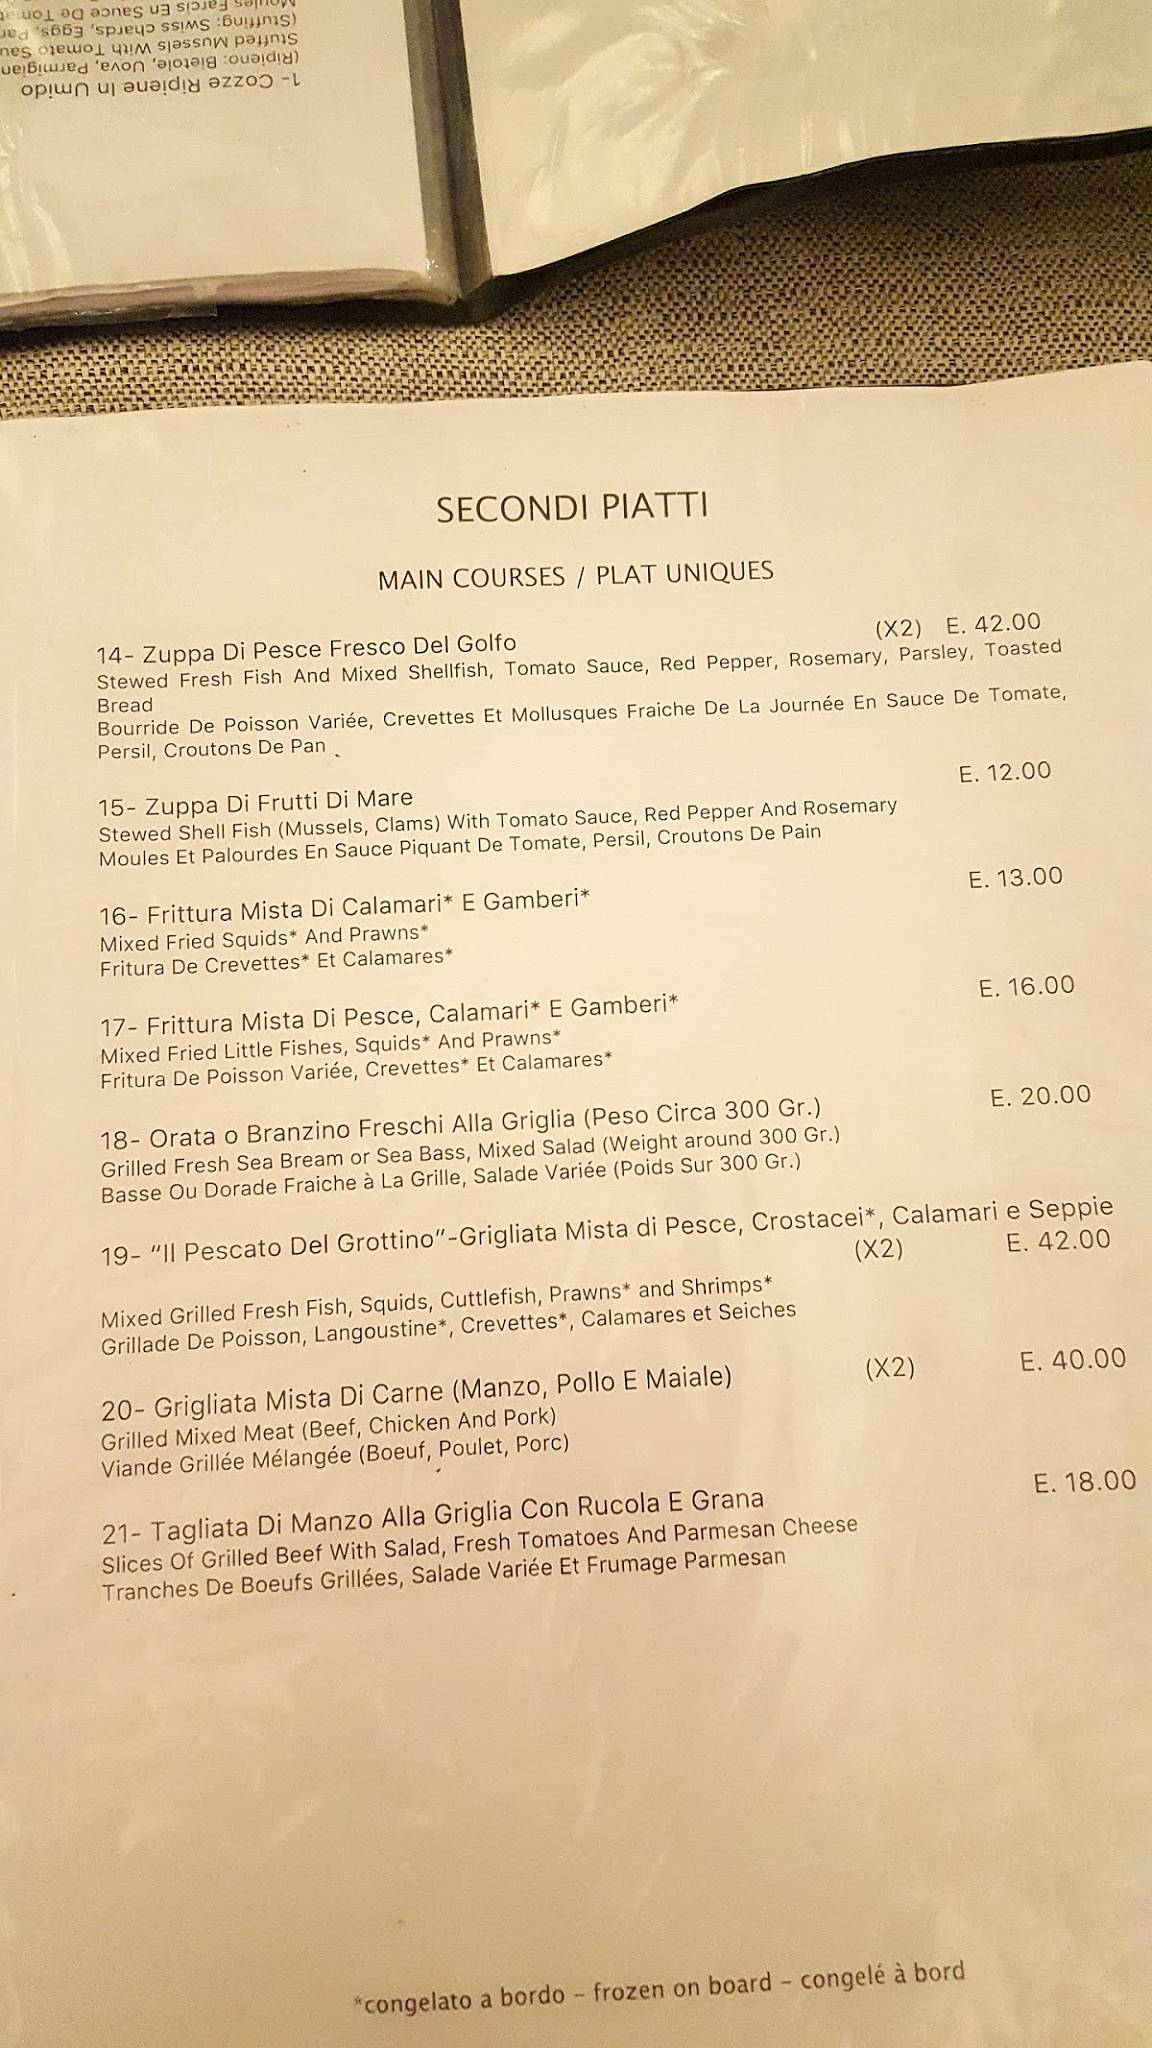 1- Cozze Ripiene In Umido
(Ripieno: Bietole, Uova,
Stuffed Mussels With Tomato
(Stuffing: Swiss chards, Eggs,
Moules Farcis En Sauce De
SECONDI PIATTI
MAIN COURSES / PLAT UNIQUES
14- Zuppa Di Pesce Fresco Del Golfo (X2) E. 42.00
Stewed Fresh Fish And Mixed Shellfish, Tomato Sauce, Red Pepper, Rosemary, Parsley, Toasted
Bread
Bourride De Poisson Variée, Crevettes Et Mollusques Fraiche De La Journée En Sauce De Tomate,
Persil, Croutons De Pan
15- Zuppa Di Frutti Di Mare E. 12.00
Stewed Shell Fish (Mussels, Clams) With Tomato Sauce, Red Pepper And Rosemary
Moules Et Palourdes En Sauce Piquant De Tomate, Persil, Croutons De Pain
16- Frittura Mista Di Calamari* E Gamberi* E. 13.00
Mixed Fried Squids* And Prawns*
Fritura De Crevettes* Et Calamares*
17- Frittura Mista Di Pesce, Calamari* E Gamberi* E. 16.00
Mixed Fried Little Fishes, Squids* And Prawns*
Fritura De Poisson Variée, Crevettes* Et Calamares*
18- Orata o Branzino Freschi Alla Griglia (Peso Circa 300 Gr.) E. 20.00
Grilled Fresh Sea Bream or Sea Bass, Mixed Salad (Weight around 300 Gr.)
Basse Ou Dorade Fraiche à La Grille, Salade Variée (Poids Sur 300 Gr.)
19- "Il Pescato Del Grottino"-Grigliata Mista di Pesce, Crostacei*, Calamari e Seppie
(X2) E. 42.00
Mixed Grilled Fresh Fish, Squids, Cuttlefish, Prawns* and Shrimps*
Grillade De Poisson, Langoustine*, Crevettes*, Calamares et Seiches
20- Grigliata Mista Di Carne (Manzo, Pollo E Maiale) (X2) E. 40.00
Grilled Mixed Meat (Beef, Chicken And Pork)
Viande Grillée Mélangée (Boeuf, Poulet, Porc)
21- Tagliata Di Manzo Alla Griglia Con Rucola E Grana E. 18.00
Slices Of Grilled Beef With Salad, Fresh Tomatoes And Parmesan Cheese
Tranches De Boeufs Grillées, Salade Variée Et Frumage Parmesan
*congelato a bordo – frozen on board – congelé à bord